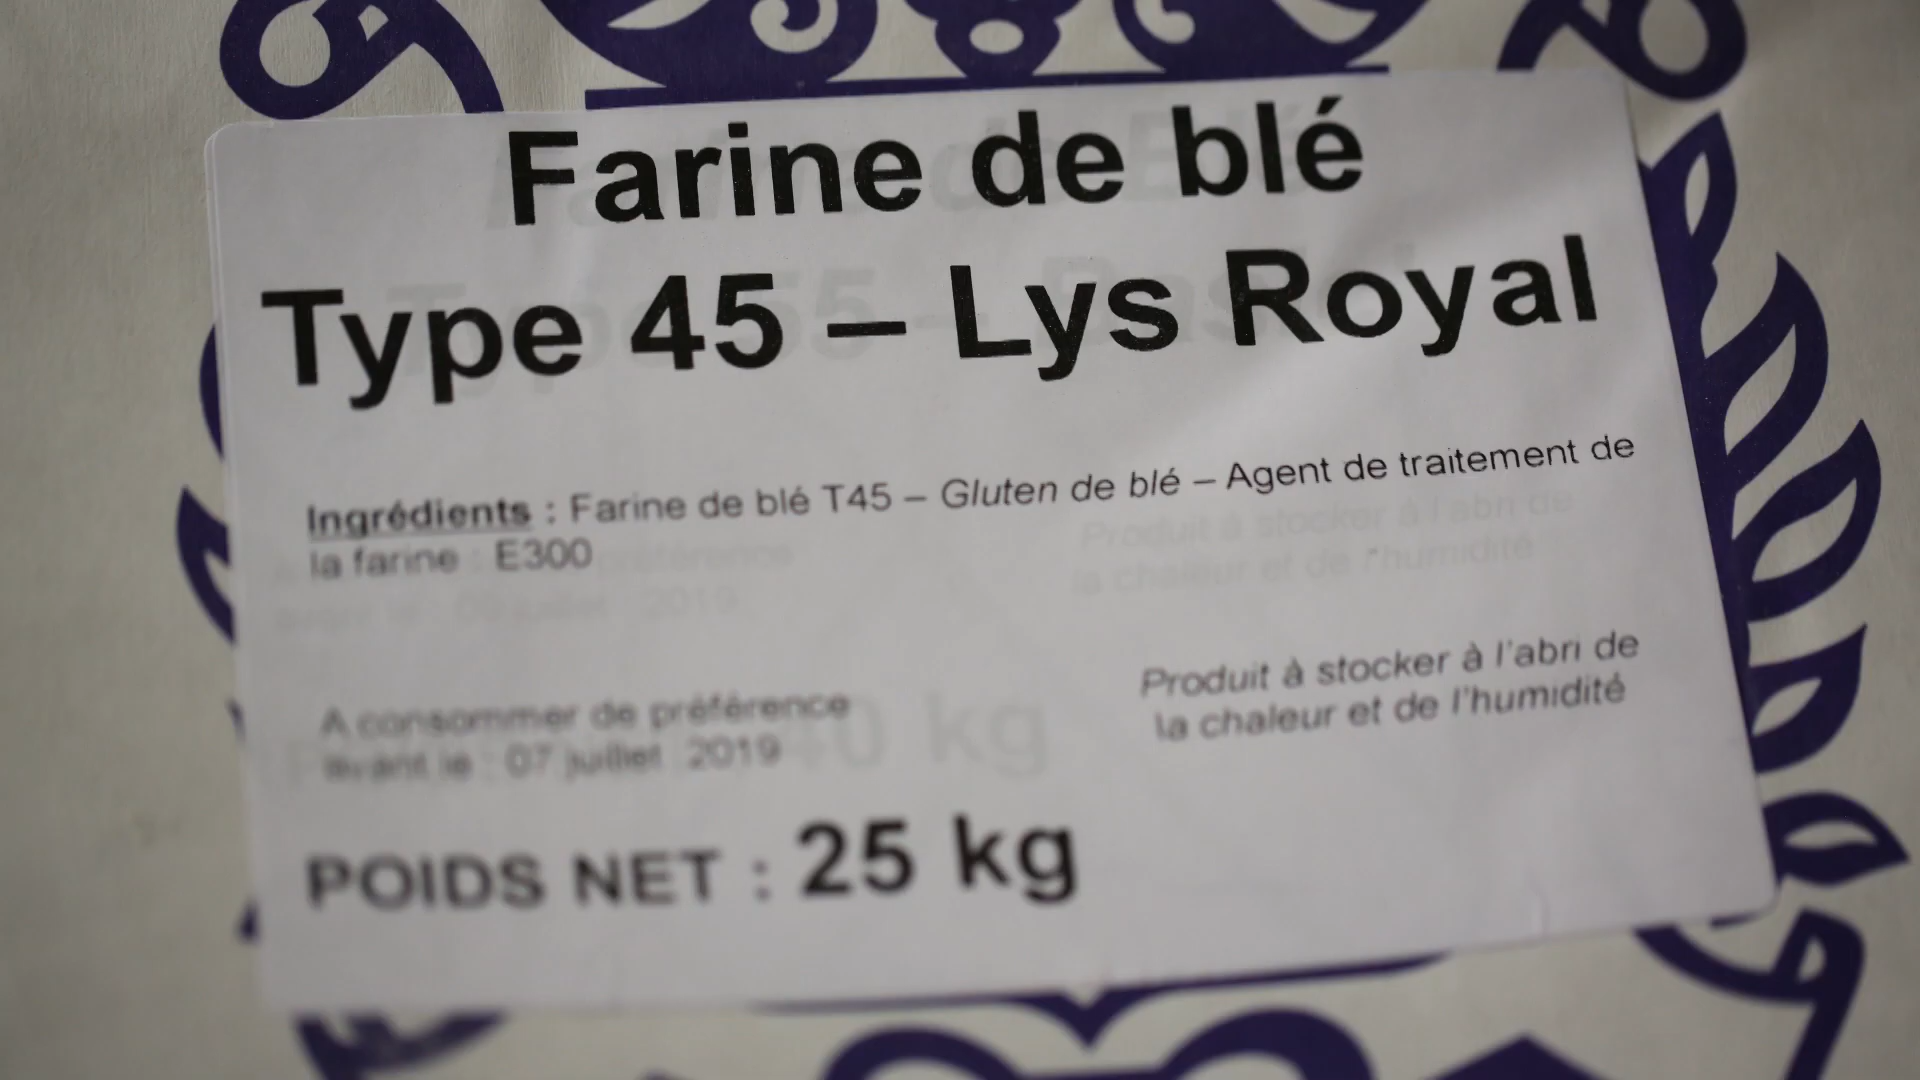 Farine de blé
Type 45 – Lys Royal
Ingrédients : Farine de blé T45 – Gluten de blé – Agent de traitement de
la farine : E300
A consommer de préférence
avant le : 07 juillet 2019
Produit à stocker à l'abri de
la chaleur et de l'humidité
POIDS NET : 25 kg